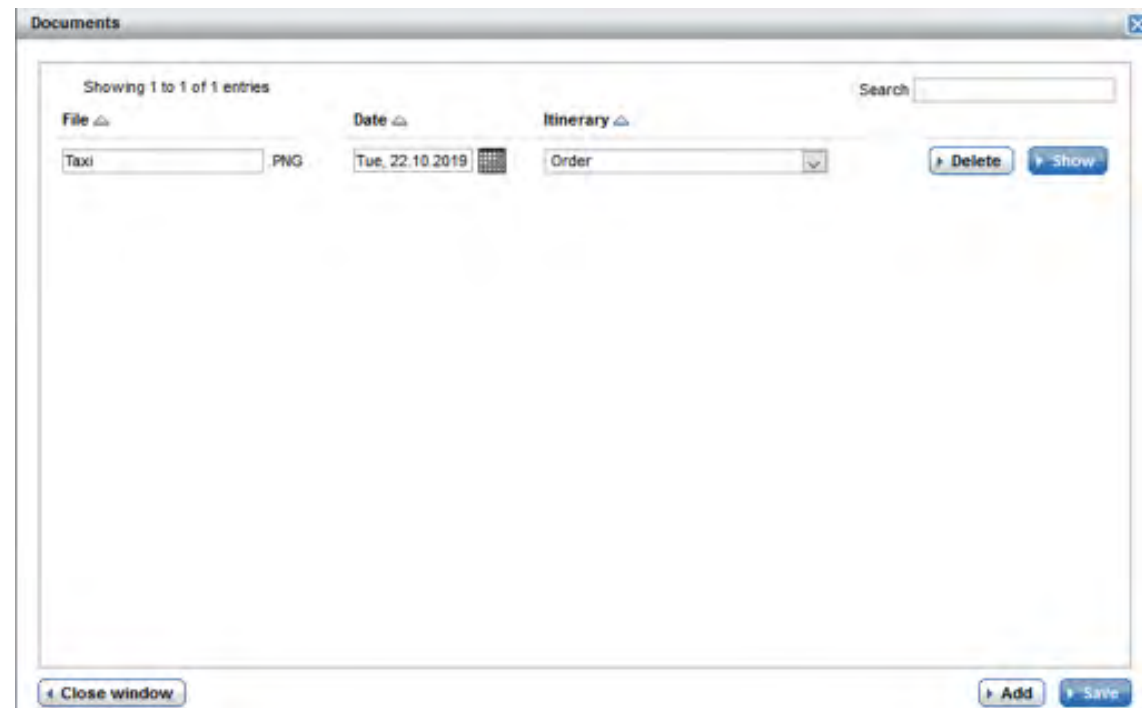 Documents
Showing 1 to 1 of 1 entries
Search
File
Date
Itinerary
Taxi
.PNG
Tue, 22.10.2019
Order
Delete
Show
Close window
Add
Save